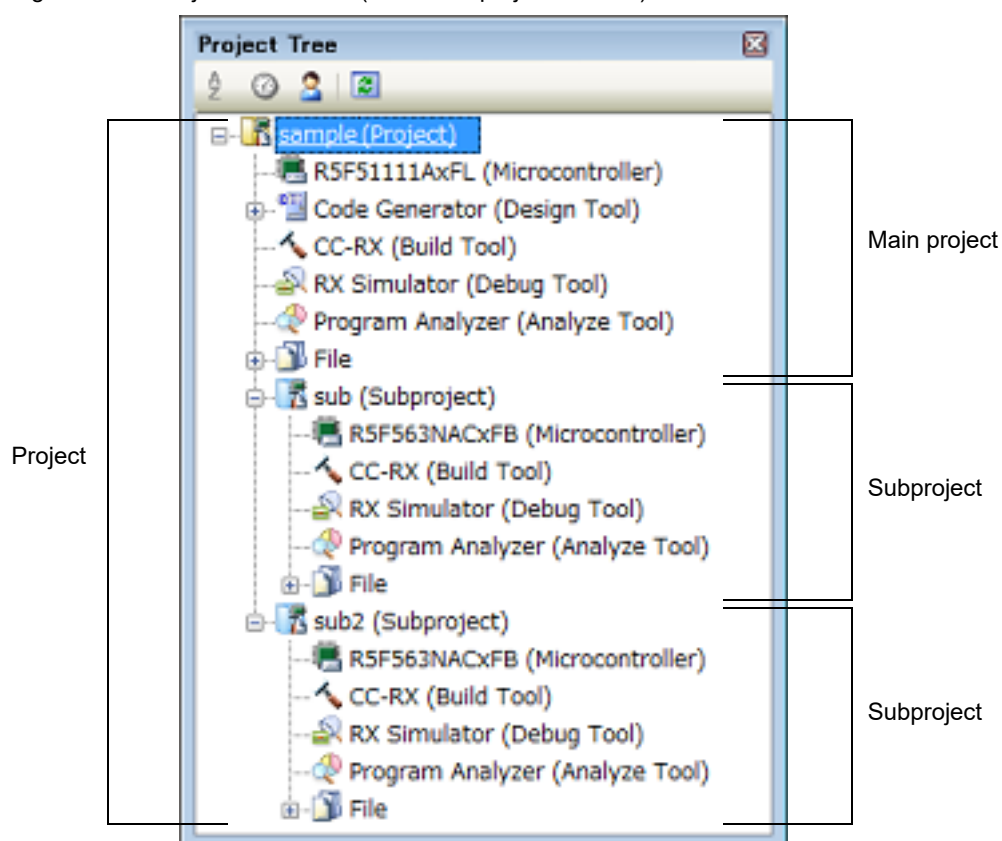 Project Tree
sample (Project)
R5F51111AxFL (Microcontroller)
Code Generator (Design Tool)
CC-RX (Build Tool)
RX Simulator (Debug Tool)
Program Analyzer (Analyze Tool)
File
Main project
sub (Subproject)
R5F563NACxFB (Microcontroller)
CC-RX (Build Tool)
RX Simulator (Debug Tool)
Program Analyzer (Analyze Tool)
File
Subproject
sub2 (Subproject)
R5F563NACxFB (Microcontroller)
CC-RX (Build Tool)
RX Simulator (Debug Tool)
Program Analyzer (Analyze Tool)
File
Subproject
Project